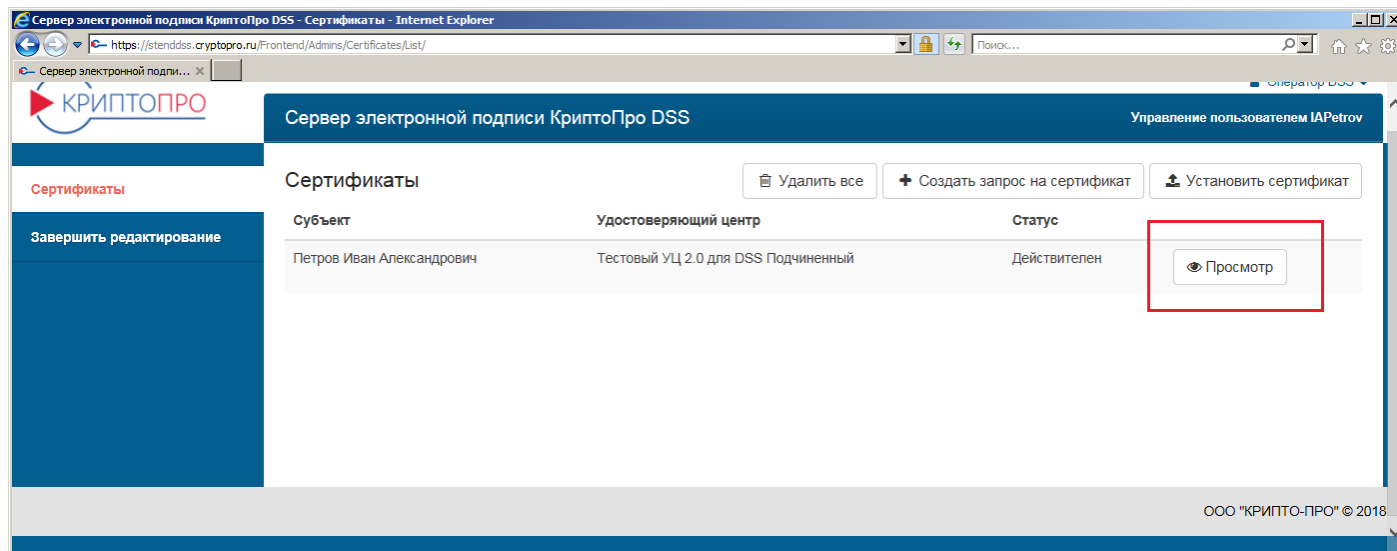 Сервер электронной подписи КриптоПро DSS - Сертификаты - Internet Explorer
https://stenddss.cryptopro.ru/Frontend/Admins/Certificates/List/
Поиск...
Сервер электронной подпи...
Оператор DSS
КРИПТОПРО
Сервер электронной подписи КриптоПро DSS
Управление пользователем IAPetrov
Сертификаты
Завершить редактирование
Сертификаты
Удалить все
Создать запрос на сертификат
Установить сертификат
Субъект Удостоверяющий центр Статус
Петров Иван Александрович Тестовый УЦ 2.0 для DSS Подчиненный Действителен Просмотр
ООО "КРИПТО-ПРО" © 2018